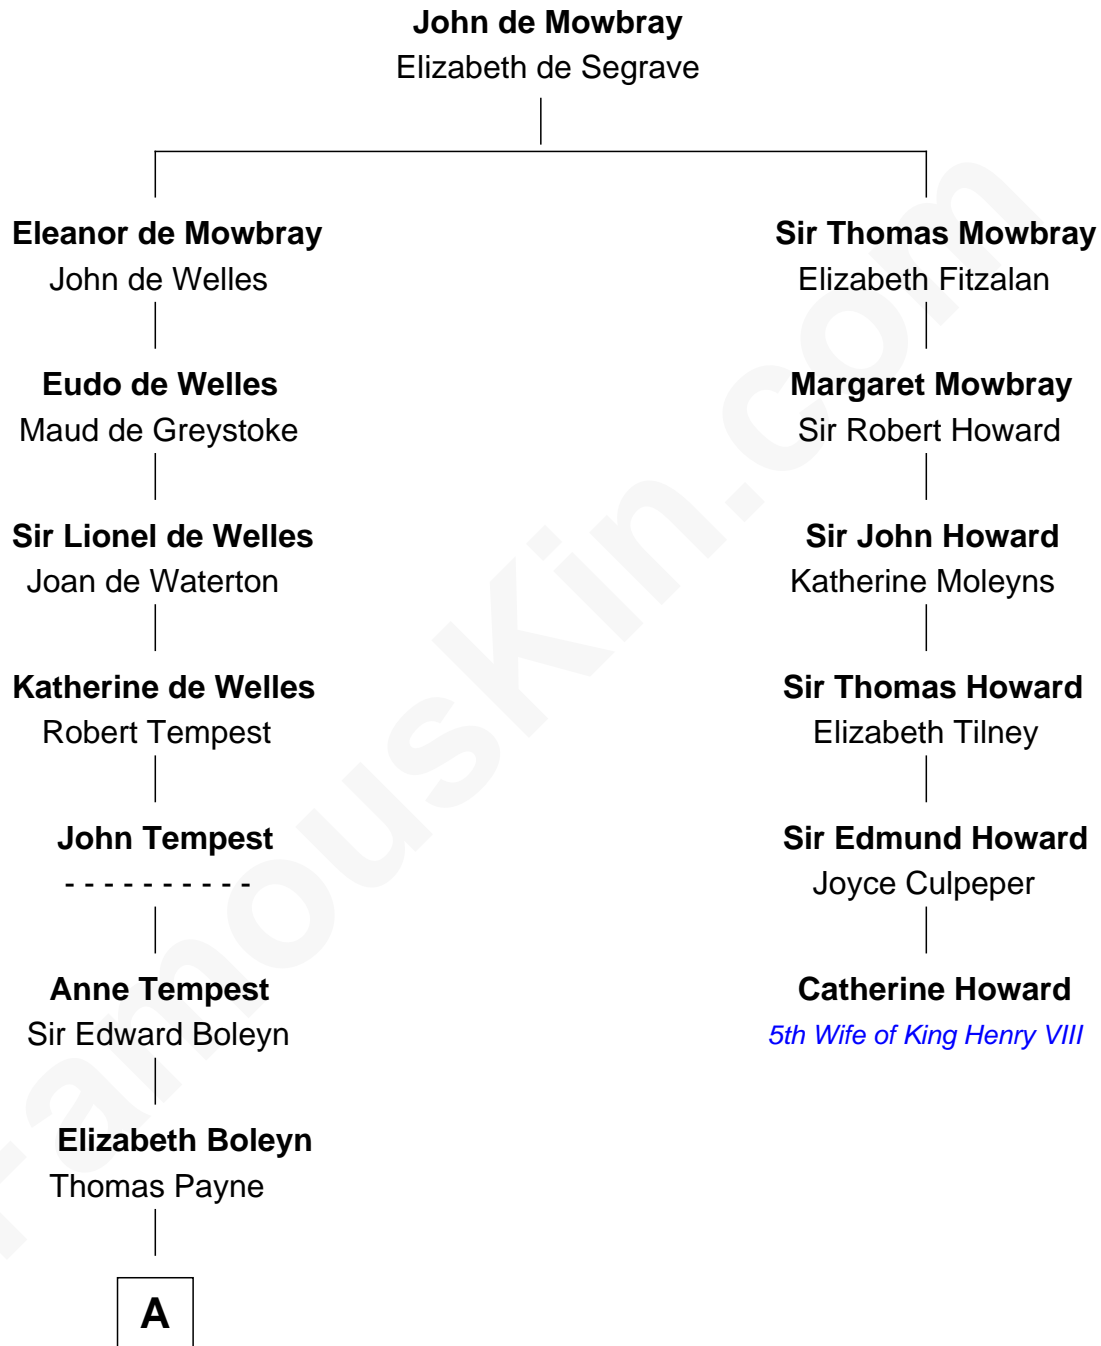 John de Mowbray
Elizabeth de Segrave
Eleanor de Mowbray
John de Welles
Eudo de Welles
Maud de Greystoke
Sir Lionel de Welles
Joan de Waterton
Katherine de Welles
Robert Tempest
John Tempest
- - - - - - - - - -
Anne Tempest
Sir Edward Boleyn
Elizabeth Boleyn
Thomas Payne
A
Sir Thomas Mowbray
Elizabeth Fitzalan
Margaret Mowbray
Sir Robert Howard
Sir John Howard
Katherine Moleyns
Sir Thomas Howard
Elizabeth Tilney
Sir Edmund Howard
Joyce Culpeper
Catherine Howard
5th Wife of King Henry VIII
FamousKin.com